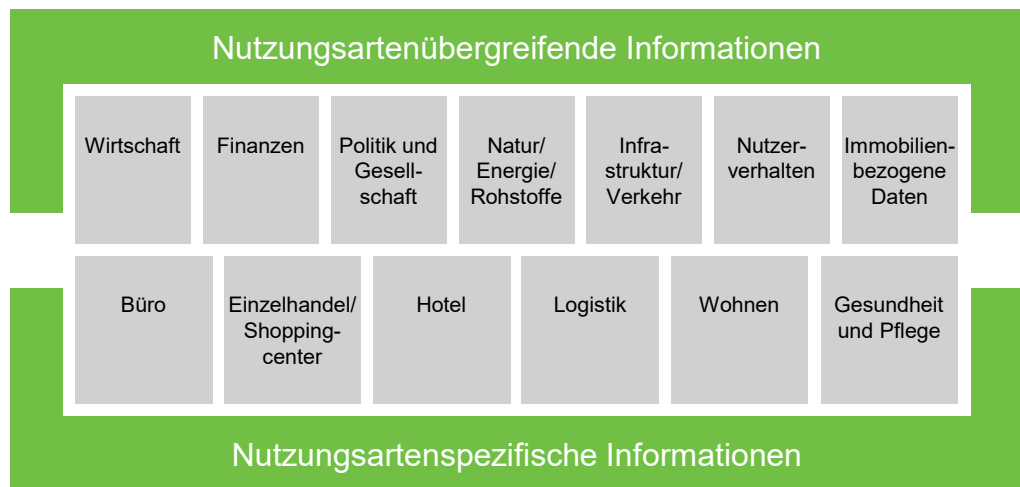 Nutzungsartenübergreifende Informationen
Wirtschaft
Finanzen
Politik und
Gesell-
schaft
Natur/
Energie/
Rohstoffe
Infra-
struktur/
Verkehr
Nutzer-
verhalten
Immobilien-
bezogene
Daten
Büro
Einzelhandel/
Shopping-
center
Hotel
Logistik
Wohnen
Gesundheit
und Pflege
Nutzungsartenspezifische Informationen